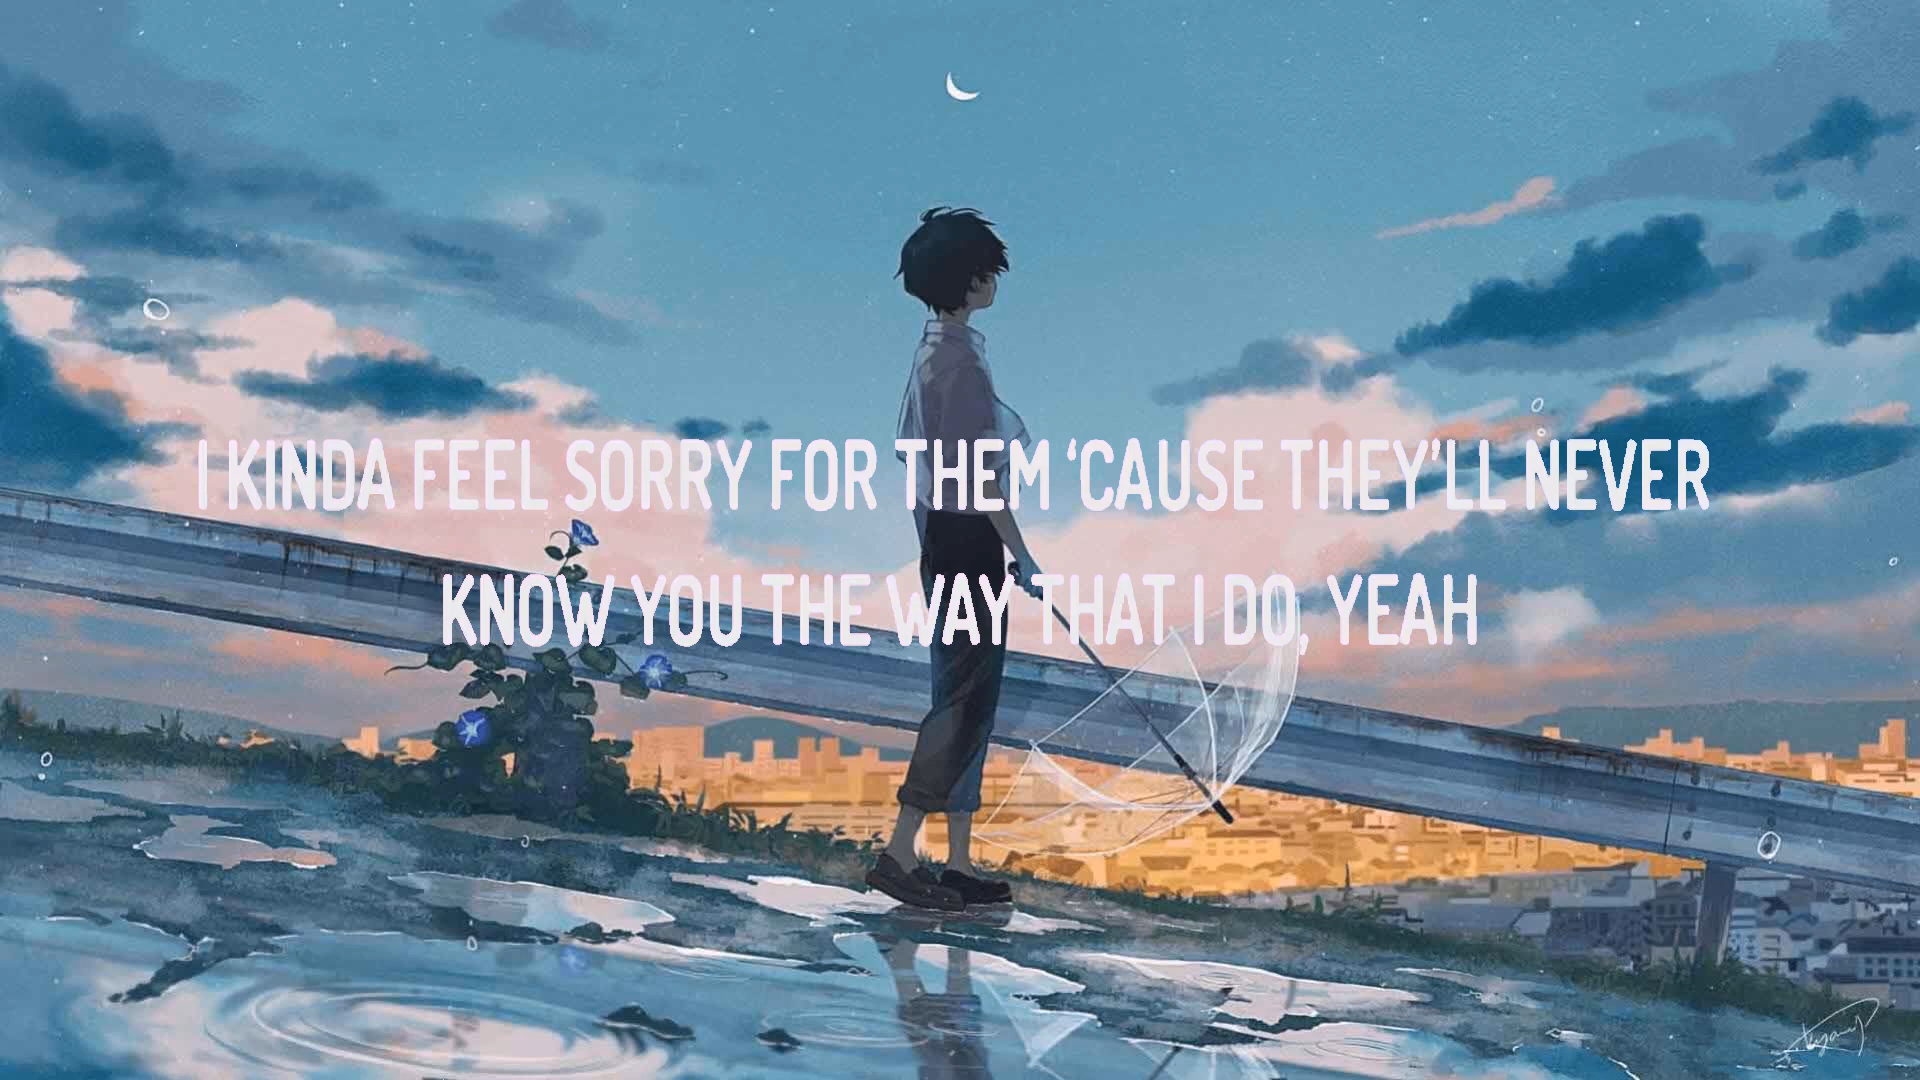 I KINDA FEEL SORRY FOR THEM ‘CAUSE THEY’LL NEVER
KNOW YOU THE WAY THAT I DO, YEAH